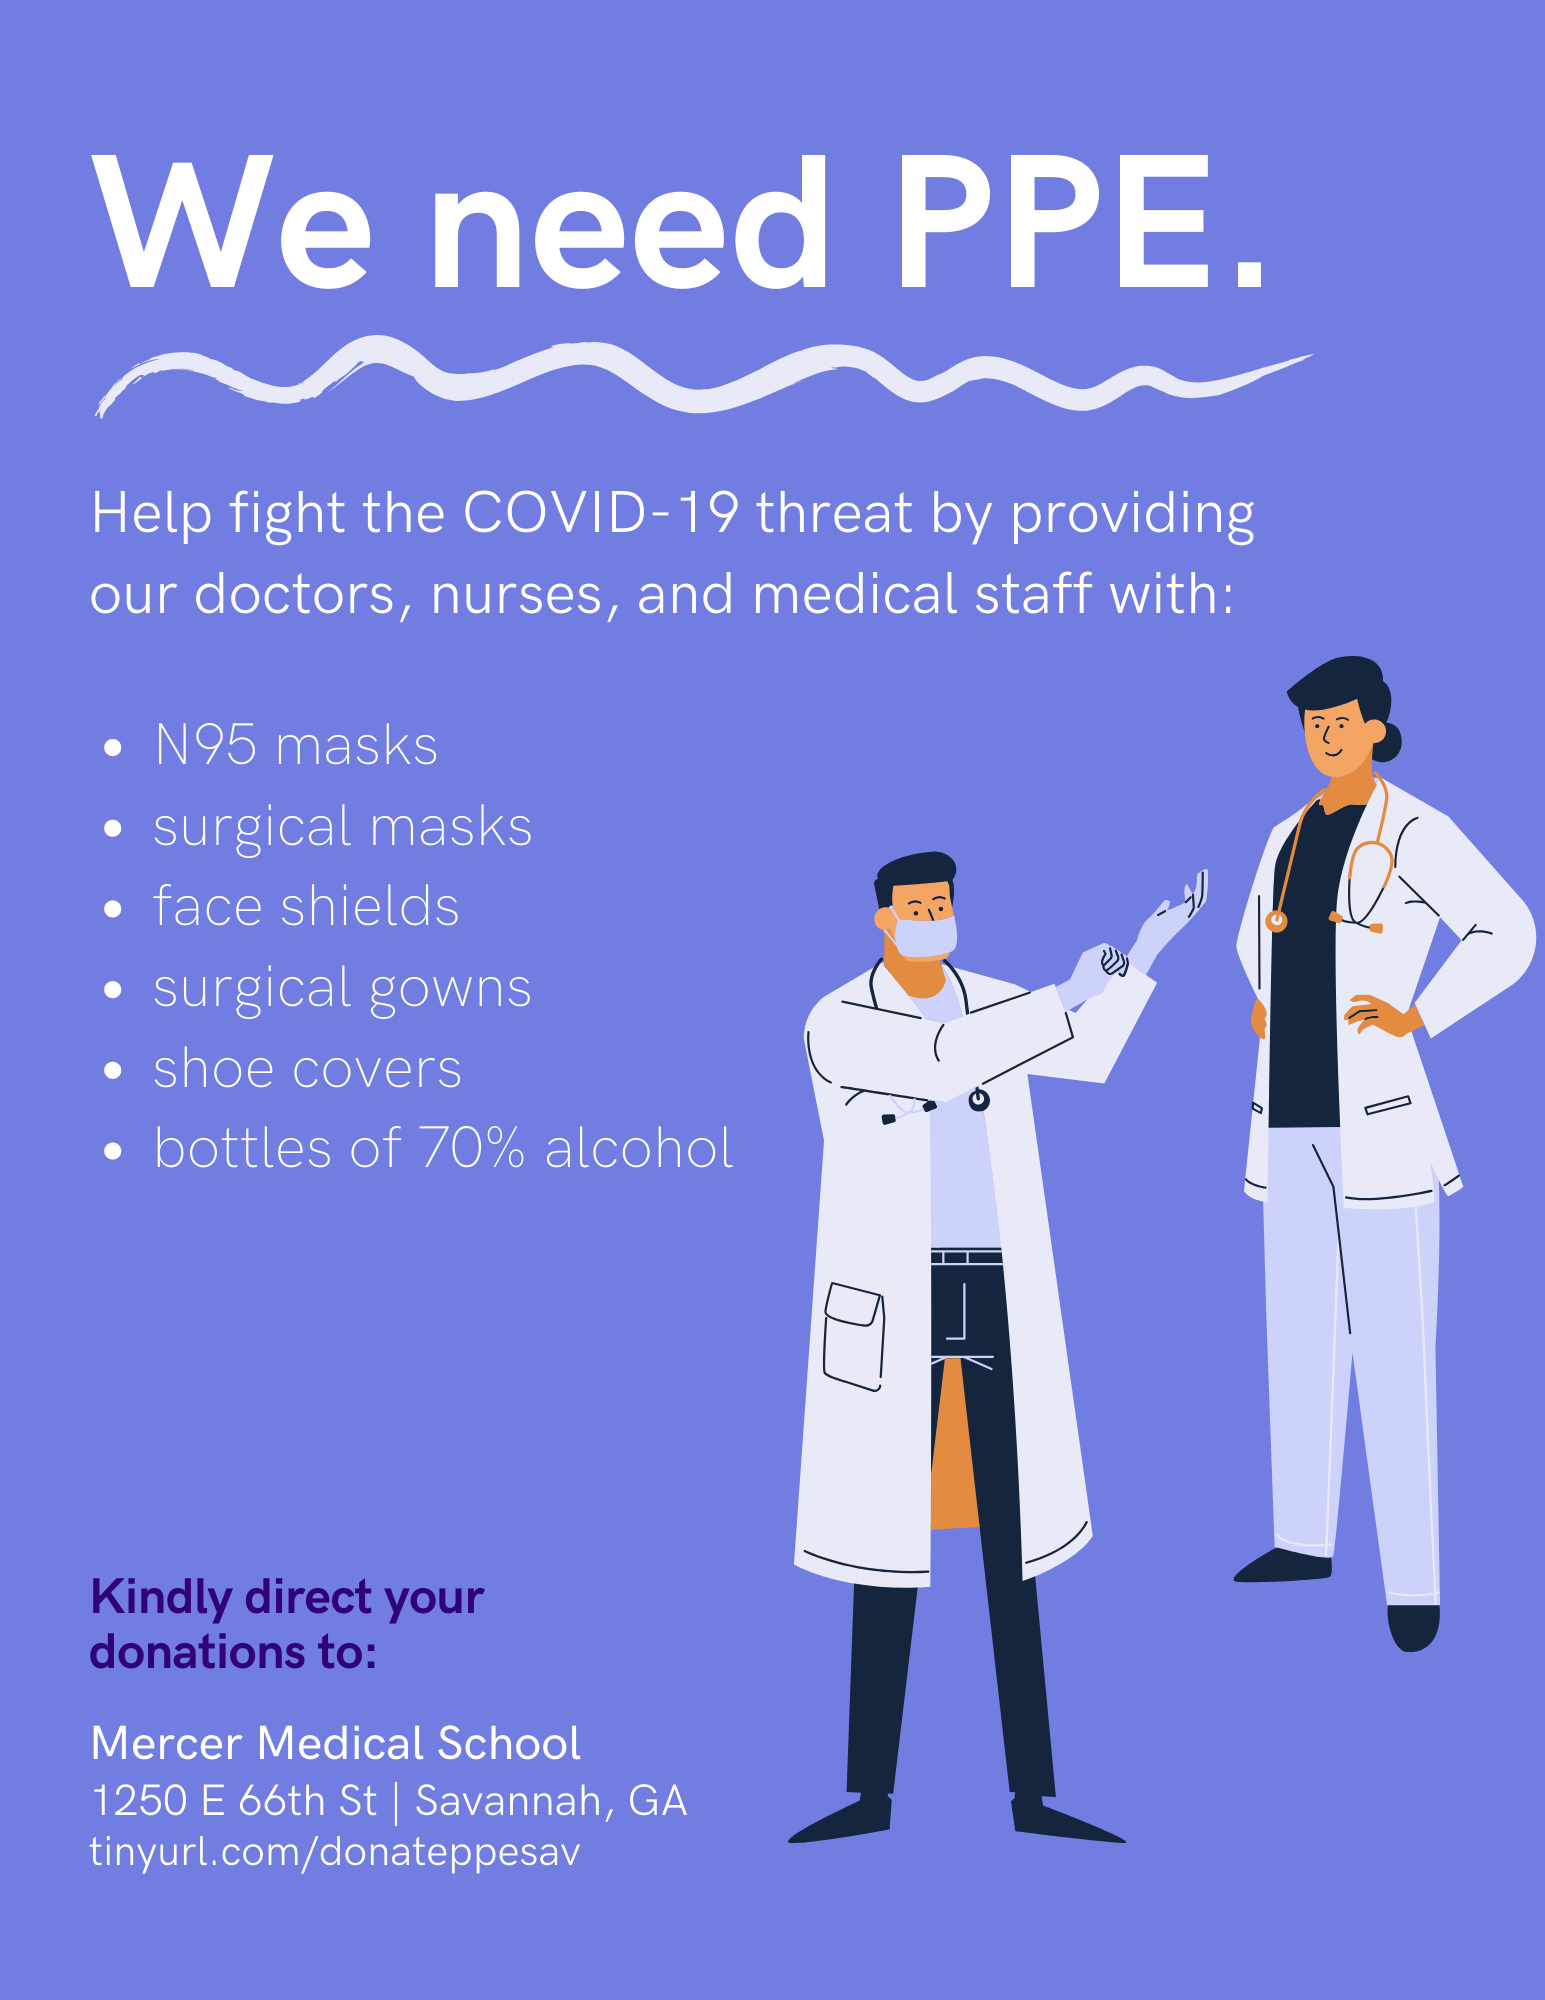 We need PPE.
Help fight the COVID-19 threat by providing
our doctors, nurses, and medical staff with:
• N95 masks
• surgical masks
• face shields
• surgical gowns
• shoe covers
• bottles of 70% alcohol
Kindly direct your
donations to:
Mercer Medical School
1250 E 66th St | Savannah, GA
tinyurl.com/donateppesav